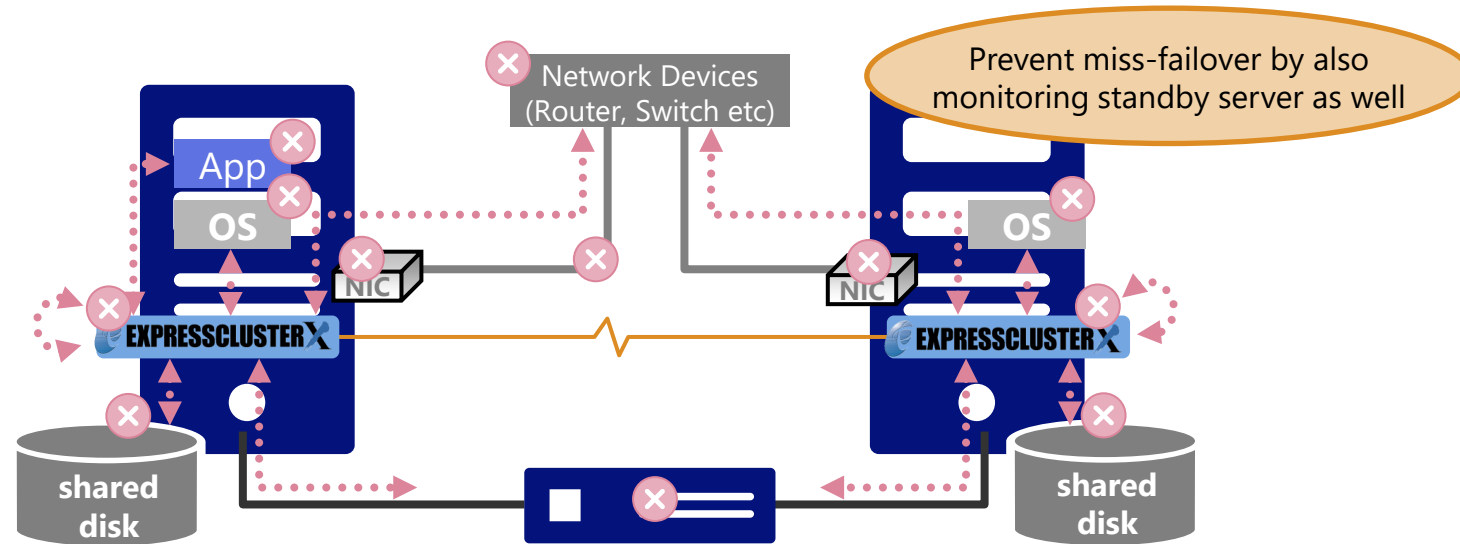 Network Devices
(Router, Switch etc)
Prevent miss-failover by also
monitoring standby server as well
App
OS
OS
NIC
NIC
EXPRESSCLUSTER X
EXPRESSCLUSTER X
shared
disk
shared
disk